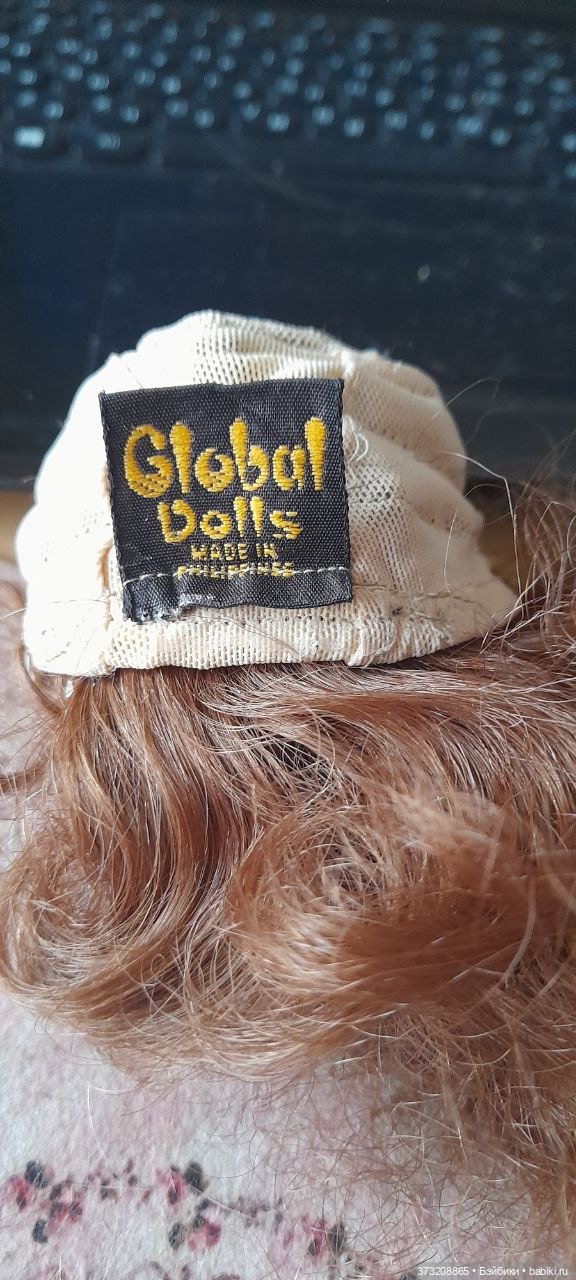 Global
Dolls
MADE IN
PHILIPPINES
373208865 • Бэйбики • babiki.ru